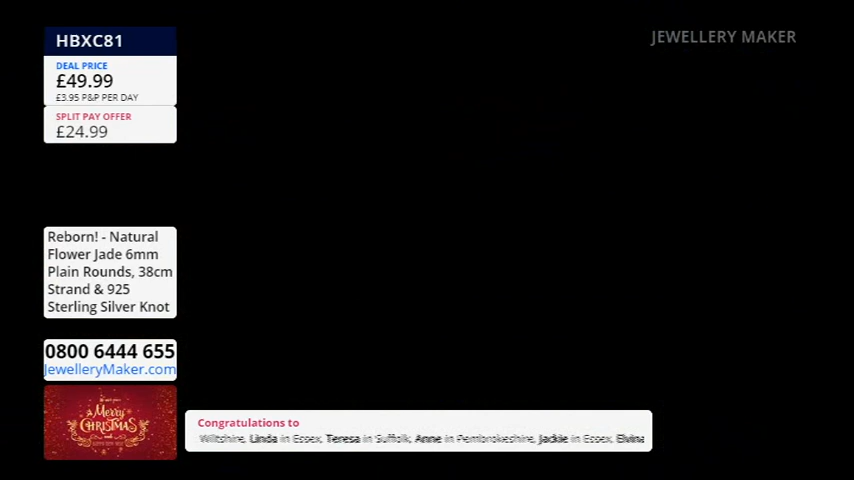 HBXC81
JEWELLERY MAKER
DEAL PRICE
£49.99
£3.95 P&P PER DAY
SPLIT PAY OFFER
£24.99
Reborn! - Natural
Flower Jade 6mm
Plain Rounds, 38cm
Strand & 925
Sterling Silver Knot
0800 6444 655
JewelleryMaker.com
Merry
CHRISTMAS
Congratulations to
Wiltshire, Linda in Essex, Teresa in Suffolk, Anne in Pembrokeshire, Jackie in Essex, Elvina